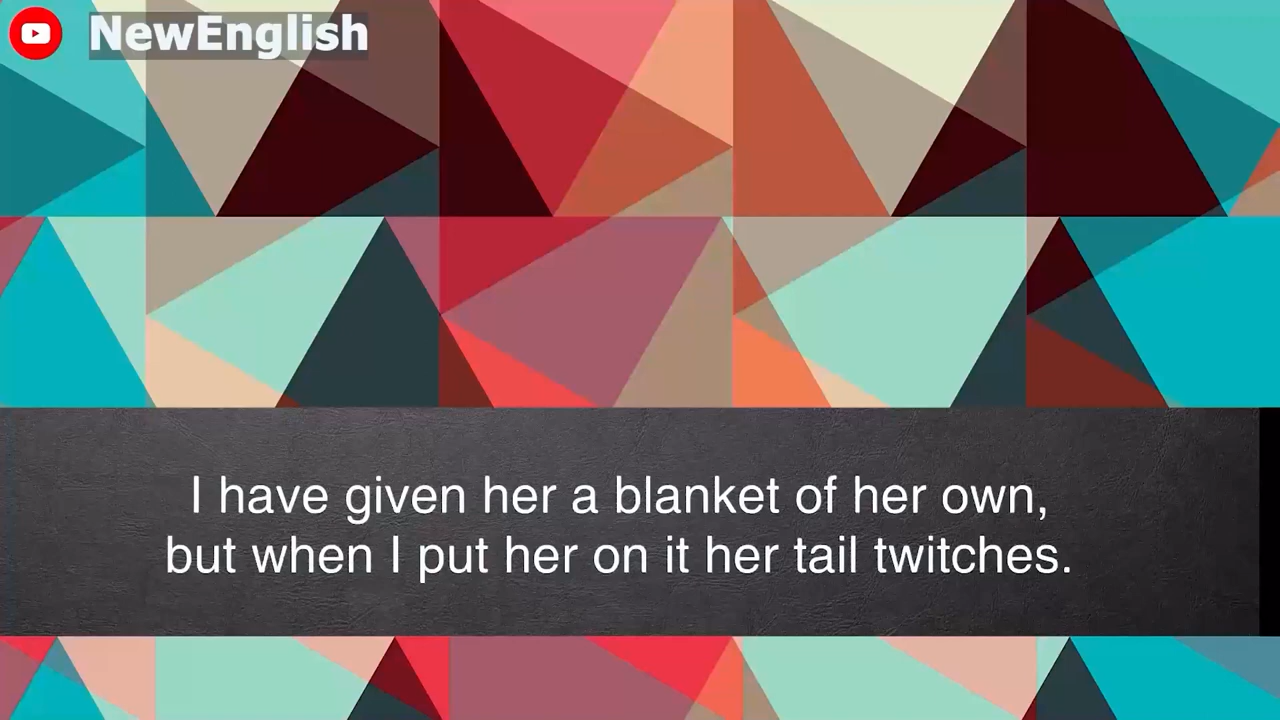 NewEnglish
I have given her a blanket of her own,
but when I put her on it her tail twitches.